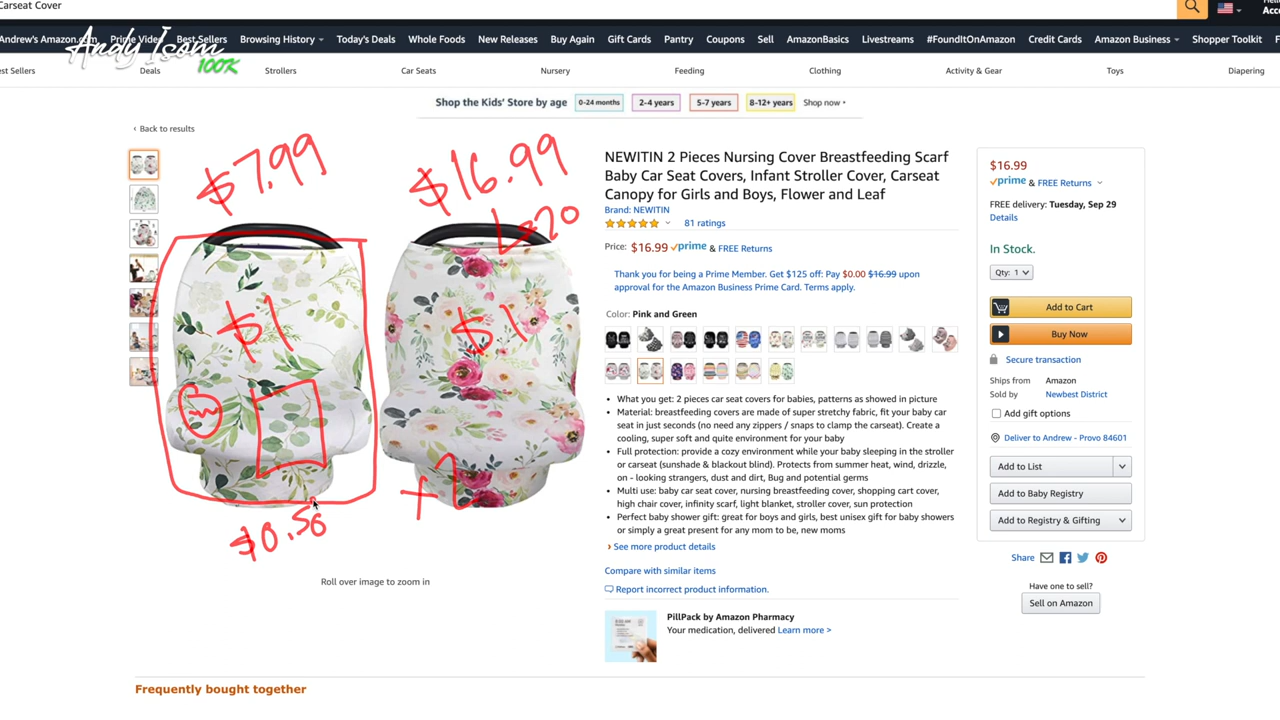 Carseat Cover
Acc
Andrew's Amazon.com Prime Video Best Sellers Browsing History Today's Deals Whole Foods New Releases Buy Again Gift Cards Pantry Coupons Sell AmazonBasics Livestreams #FoundItOnAmazon Credit Cards Amazon Business Shopper Toolkit F
Andy Isom
100K
est Sellers Deals Strollers Car Seats Nursery Feeding Clothing Activity & Gear Toys Diapering
Shop the Kids' Store by age 0-24 months 2-4 years 5-7 years 8-12+ years Shop now
‹ Back to results
$7.99
$16.99
20
$1
$1
+2
$0.50
Roll over image to zoom in
NEWITIN 2 Pieces Nursing Cover Breastfeeding Scarf
Baby Car Seat Covers, Infant Stroller Cover, Carseat
Canopy for Girls and Boys, Flower and Leaf
Brand: NEWITIN
81 ratings
Price: $16.99 prime & FREE Returns
Thank you for being a Prime Member. Get $125 off: Pay $0.00 $16.99 upon
approval for the Amazon Business Prime Card. Terms apply.
Color: Pink and Green
• What you get: 2 pieces car seat covers for babies, patterns as showed in picture
• Material: breastfeeding covers are made of super stretchy fabric, fit your baby car
seat in just seconds (no need any zippers / snaps to clamp the carseat). Create a
cooling, super soft and quite environment for your baby
• Full protection: provide a cozy environment while your baby sleeping in the stroller
or carseat (sunshade & blackout blind). Protects from summer heat, wind, drizzle,
on - looking strangers, dust and dirt, Bug and potential germs
• Multi use: baby car seat cover, nursing breastfeeding cover, shopping cart cover,
high chair cover, infinity scarf, light blanket, stroller cover, sun protection
• Perfect baby shower gift: great for boys and girls, best unisex gift for baby showers
or simply a great present for any mom to be, new moms
› See more product details
Compare with similar items
Report incorrect product information.
PillPack by Amazon Pharmacy
Your medication, delivered Learn more >
$16.99
prime & FREE Returns
FREE delivery: Tuesday, Sep 29
Details
In Stock.
Qty: 1
Add to Cart
Buy Now
Secure transaction
Ships from Amazon
Sold by Newbest District
Add gift options
Deliver to Andrew - Provo 84601
Add to List
Add to Baby Registry
Add to Registry & Gifting
Share
Have one to sell?
Sell on Amazon
Frequently bought together